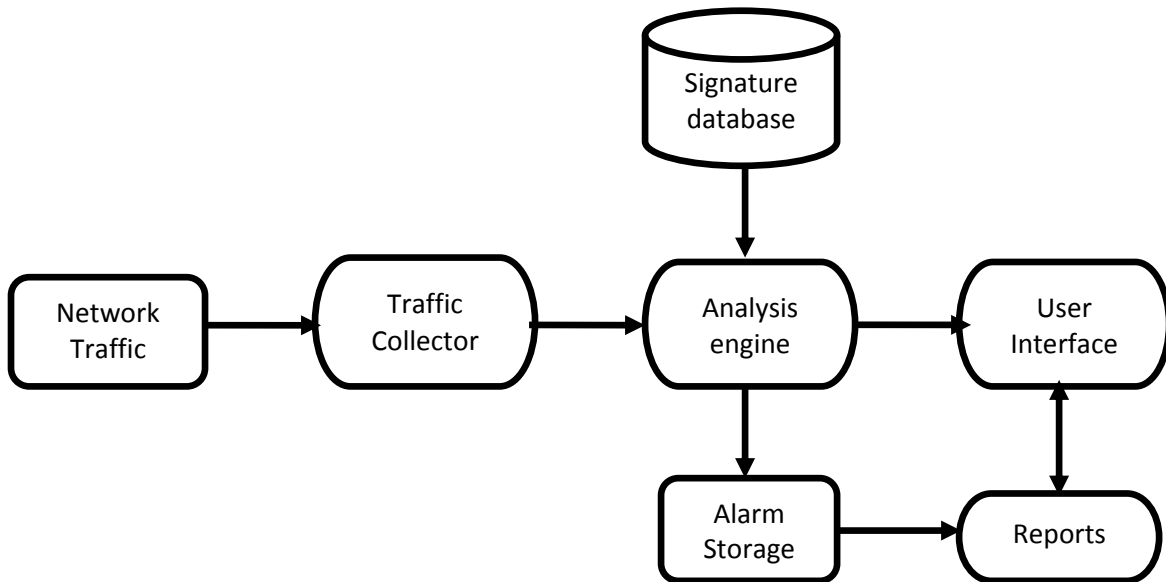 Signature
database
Network
Traffic
Traffic
Collector
Analysis
engine
User
Interface
Alarm
Storage
Reports